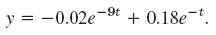 y = −0.02e^{−9t} + 0.18e^{−t}.